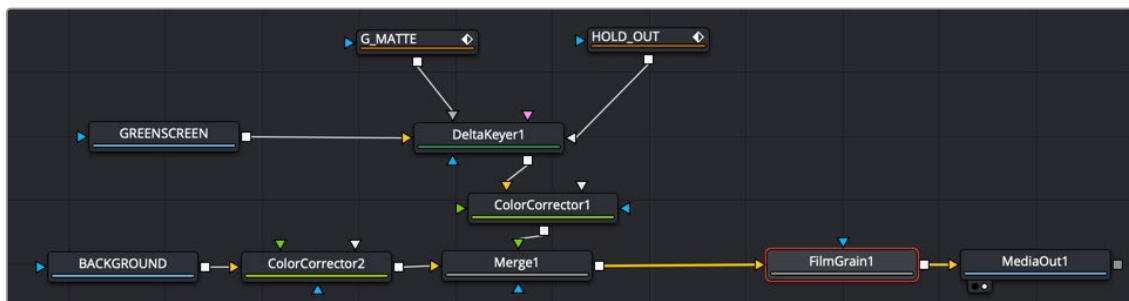 G_MATTE
HOLD_OUT
GREENSCREEN
DeltaKeyer1
ColorCorrector1
BACKGROUND
ColorCorrector2
Merge1
FilmGrain1
MediaOut1